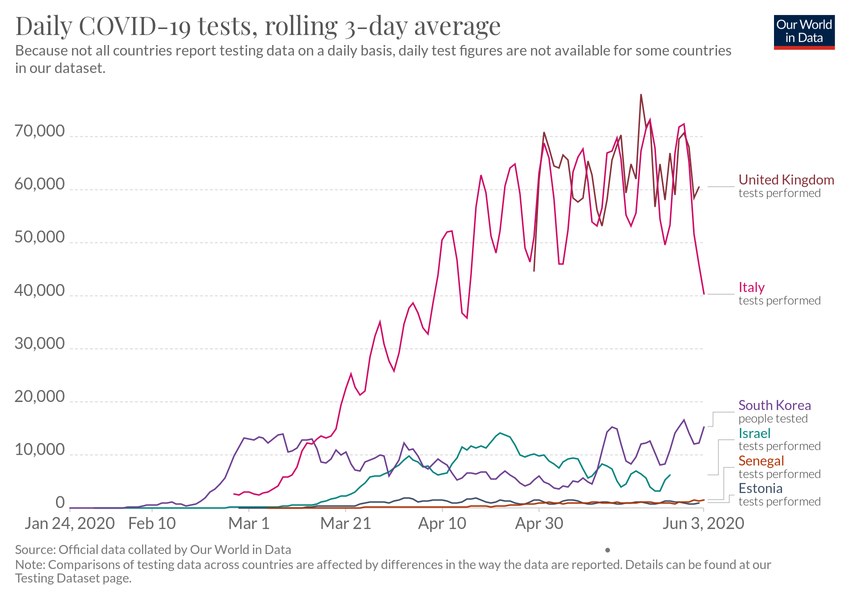 Daily COVID-19 tests, rolling 3-day average
Our World
in Data
Because not all countries report testing data on a daily basis, daily test figures are not available for some countries
in our dataset.
70,000
60,000
50,000
40,000
30,000
20,000
10,000
0
United Kingdom
tests performed
Italy
tests performed
South Korea
people tested
Israel
tests performed
Senegal
tests performed
Estonia
tests performed
Jan 24, 2020 Feb 10 Mar 1 Mar 21 Apr 10 Apr 30 Jun 3, 2020
Source: Official data collated by Our World in Data
Note: Comparisons of testing data across countries are affected by differences in the way the data are reported. Details can be found at our
Testing Dataset page.